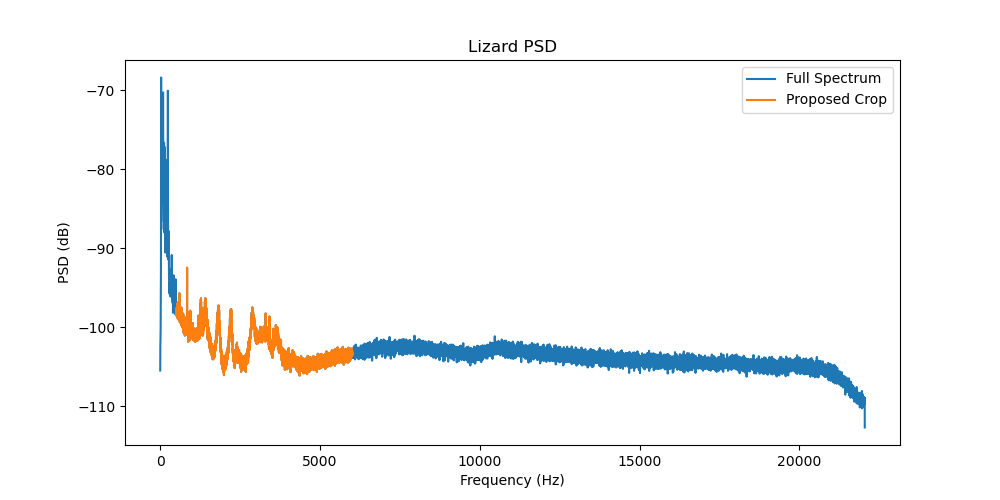 Lizard PSD
Full Spectrum
Proposed Crop
−70
−80
−90
−100
−110
PSD (dB)
0
5000
10000
15000
20000
Frequency (Hz)